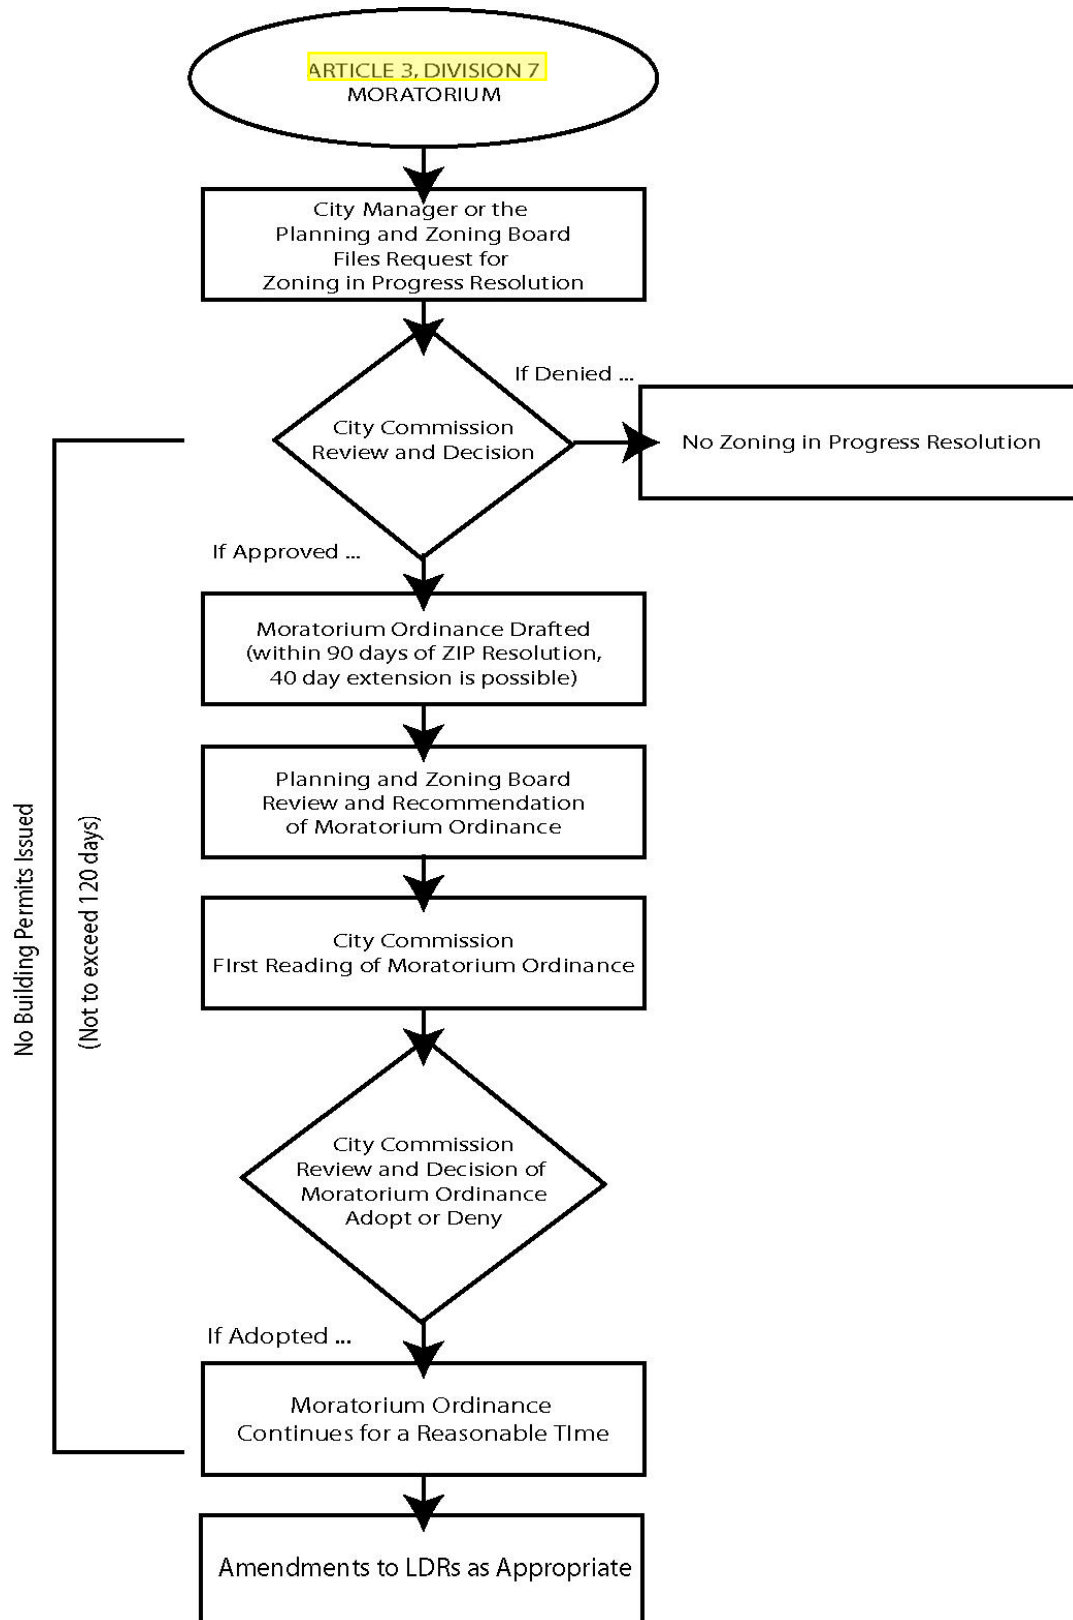 ARTICLE 3, DIVISION 7
MORATORIUM
City Manager or the
Planning and Zoning Board
Files Request for
Zoning in Progress Resolution
If Denied ...
City Commission
Review and Decision
No Zoning in Progress Resolution
If Approved ...
Moratorium Ordinance Drafted
(within 90 days of ZIP Resolution,
40 day extension is possible)
Planning and Zoning Board
Review and Recommendation
of Moratorium Ordinance
No Building Permits Issued
(Not to exceed 120 days)
City Commission
FIrst Reading of Moratorium Ordinance
City Commission
Review and Decision of
Moratorium Ordinance
Adopt or Deny
If Adopted ...
Moratorium Ordinance
Continues for a Reasonable TIme
Amendments to LDRs as Appropriate